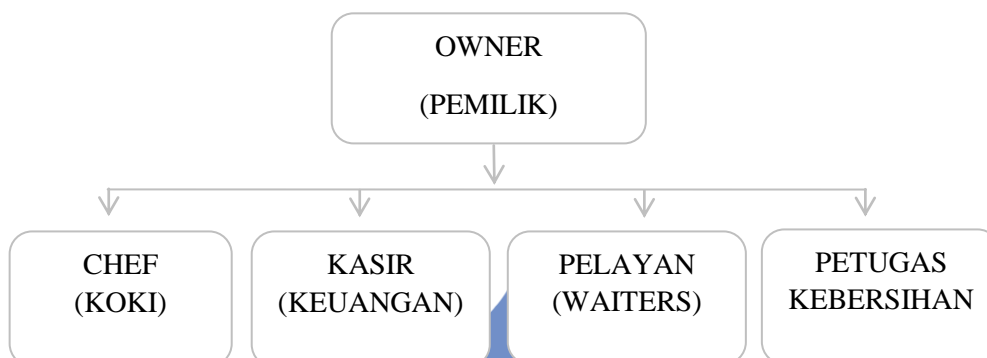 OWNER
(PEMILIK)
CHEF
(KOKI)
KASIR
(KEUANGAN)
PELAYAN
(WAITERS)
PETUGAS
KEBERSIHAN